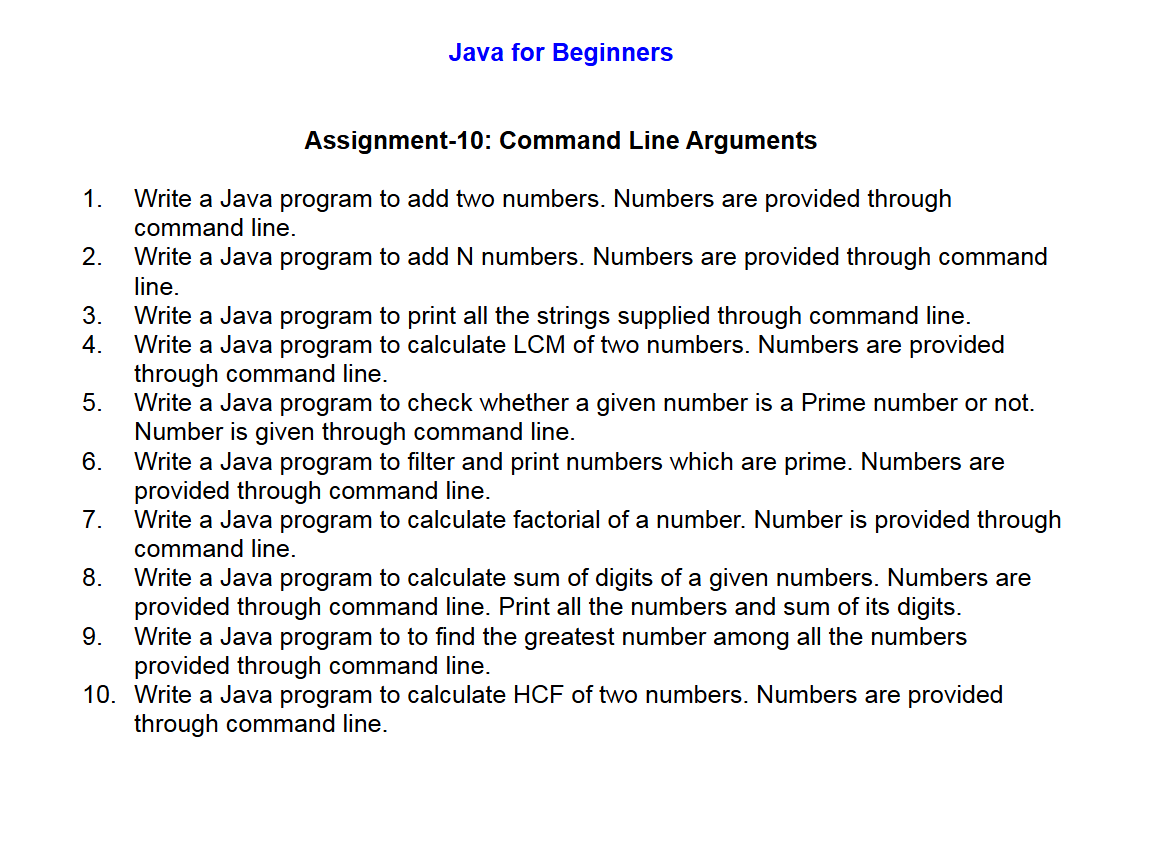 Java for Beginners
Assignment-10: Command Line Arguments
1. Write a Java program to add two numbers. Numbers are provided through
command line.
2. Write a Java program to add N numbers. Numbers are provided through command
line.
3. Write a Java program to print all the strings supplied through command line.
4. Write a Java program to calculate LCM of two numbers. Numbers are provided
through command line.
5. Write a Java program to check whether a given number is a Prime number or not.
Number is given through command line.
6. Write a Java program to filter and print numbers which are prime. Numbers are
provided through command line.
7. Write a Java program to calculate factorial of a number. Number is provided through
command line.
8. Write a Java program to calculate sum of digits of a given numbers. Numbers are
provided through command line. Print all the numbers and sum of its digits.
9. Write a Java program to to find the greatest number among all the numbers
provided through command line.
10. Write a Java program to calculate HCF of two numbers. Numbers are provided
through command line.